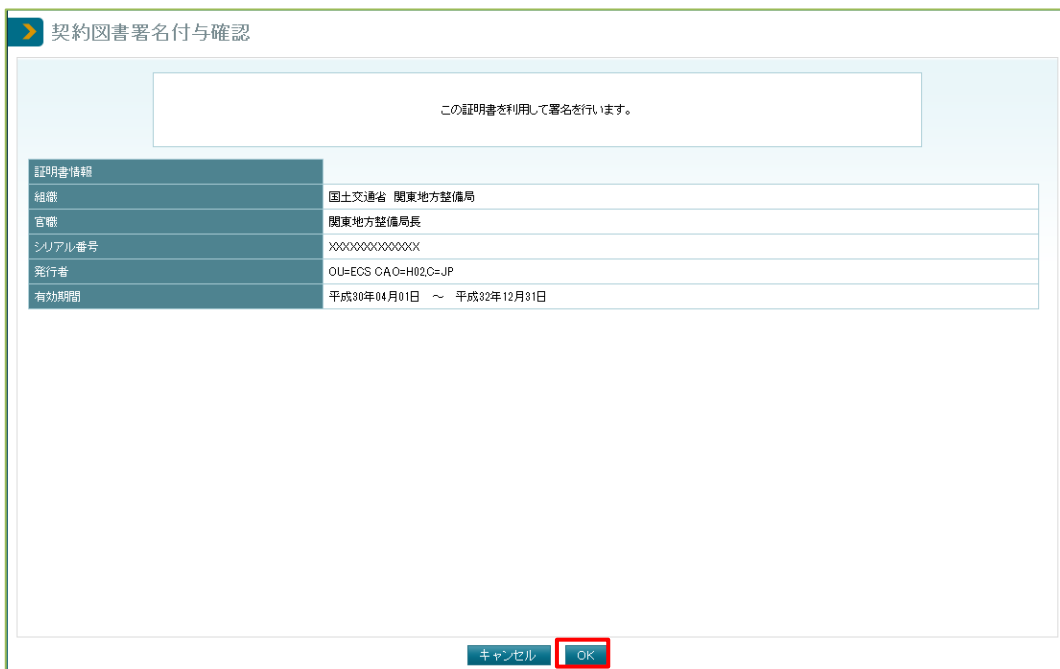 契約図書署名付与確認
この証明書を利用して署名を行います。
証明書情報
組織 国土交通省 関東地方整備局
官職 関東地方整備局長
シリアル番号 XXXXXXXXXXXXXX
発行者 OU=ECS CA,O=H02,C=JP
有効期間 平成30年04月01日 ～ 平成32年12月31日
キャンセル OK